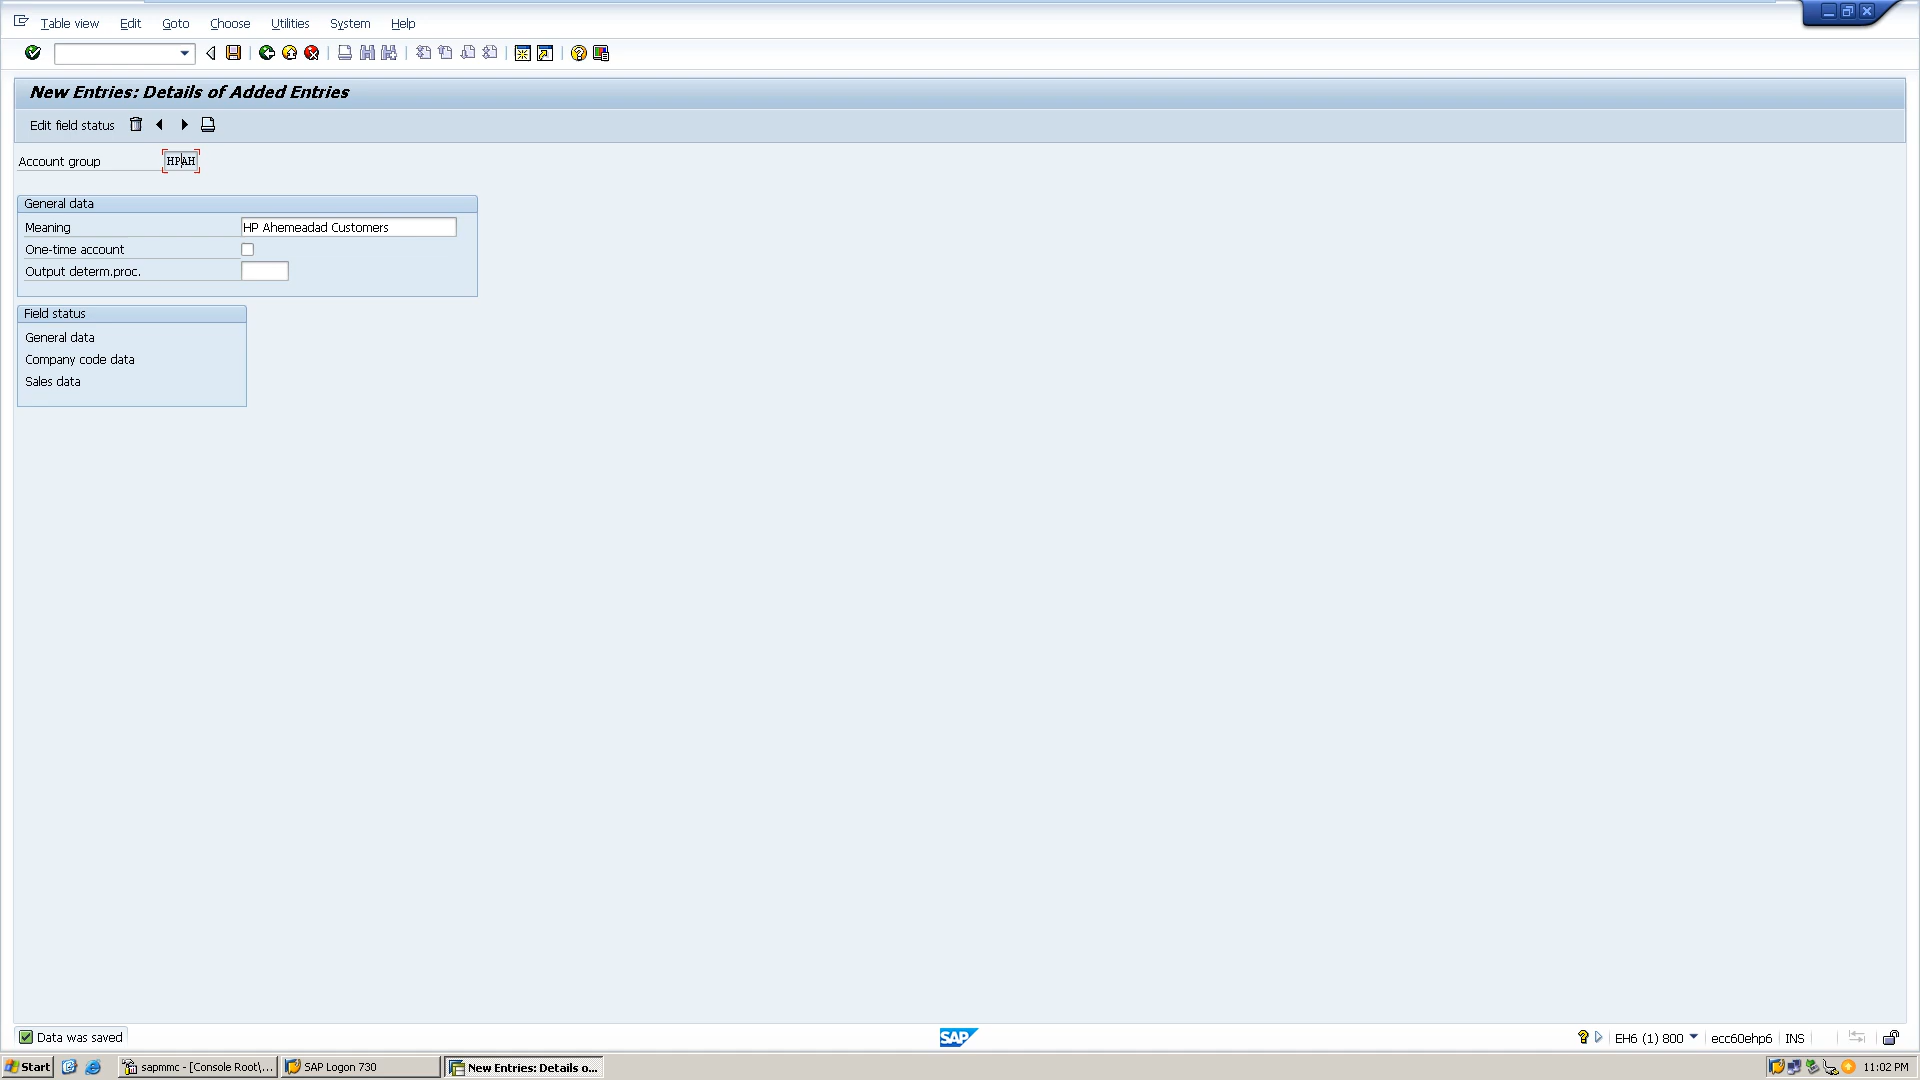 Table view Edit Goto Choose Utilities System Help
New Entries: Details of Added Entries
Edit field status
Account group HPAH
General data
Meaning HP Ahemeadad Customers
One-time account
Output determ.proc.
Field status
General data
Company code data
Sales data
Data was saved
SAP
EH6 (1) 800 ecc60ehp6 INS
Start sapmmc - [Console Root\... SAP Logon 730 New Entries: Details o... 11:02 PM